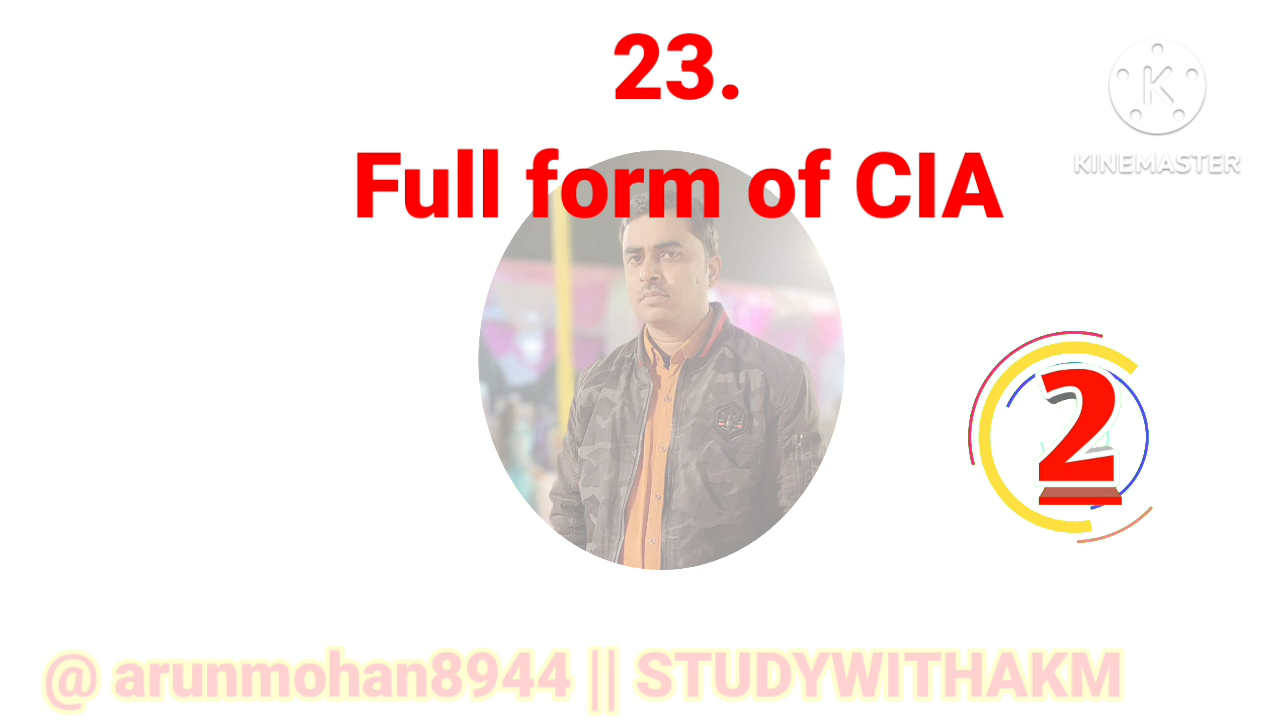 23.
K
KINEMASTER
Full form of CIA
2
@ arunmohan8944 || STUDYWITHAKM